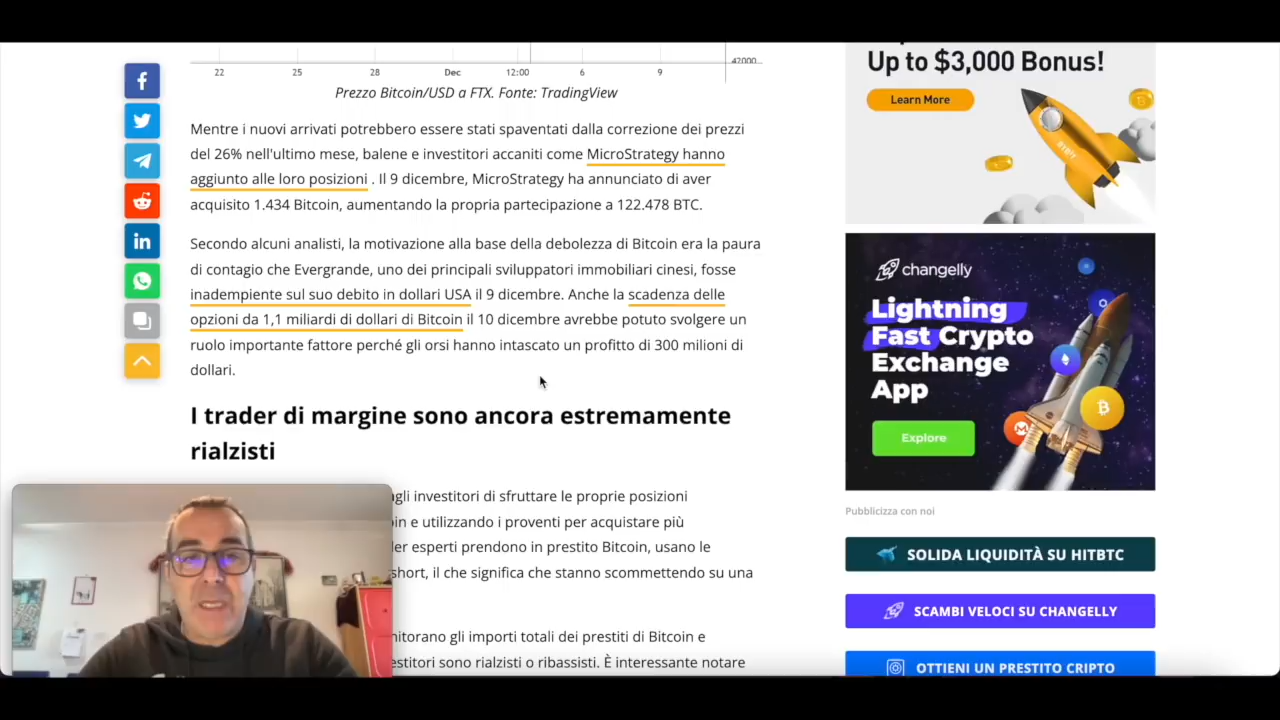 Up to $3,000 Bonus!
Learn More
22 25 28 Dec 12:00 6 9 42000
Prezzo Bitcoin/USD a FTX. Fonte: TradingView
Mentre i nuovi arrivati potrebbero essere stati spaventati dalla correzione dei prezzi
del 26% nell'ultimo mese, balene e investitori accaniti come MicroStrategy hanno
aggiunto alle loro posizioni . Il 9 dicembre, MicroStrategy ha annunciato di aver
acquisito 1.434 Bitcoin, aumentando la propria partecipazione a 122.478 BTC.
Secondo alcuni analisti, la motivazione alla base della debolezza di Bitcoin era la paura
di contagio che Evergrande, uno dei principali sviluppatori immobiliari cinesi, fosse
inadempiente sul suo debito in dollari USA il 9 dicembre. Anche la scadenza delle
opzioni da 1,1 miliardi di dollari di Bitcoin il 10 dicembre avrebbe potuto svolgere un
ruolo importante fattore perché gli orsi hanno intascato un profitto di 300 milioni di
dollari.
I trader di margine sono ancora estremamente
rialzisti
agli investitori di sfruttare le proprie posizioni
e utilizzando i proventi per acquistare più
esperti prendono in prestito Bitcoin, usano le
short, il che significa che stanno scommettendo su una
gli importi totali dei prestiti di Bitcoin e
sono rialzisti o ribassisti. È interessante notare
changelly
Lightning
Fast Crypto
Exchange
App
Explore
Pubblicizza con noi
SOLIDA LIQUIDITÀ SU HITBTC
SCAMBI VELOCI SU CHANGELLY
OTTIENI UN PRESTITO CRIPTO